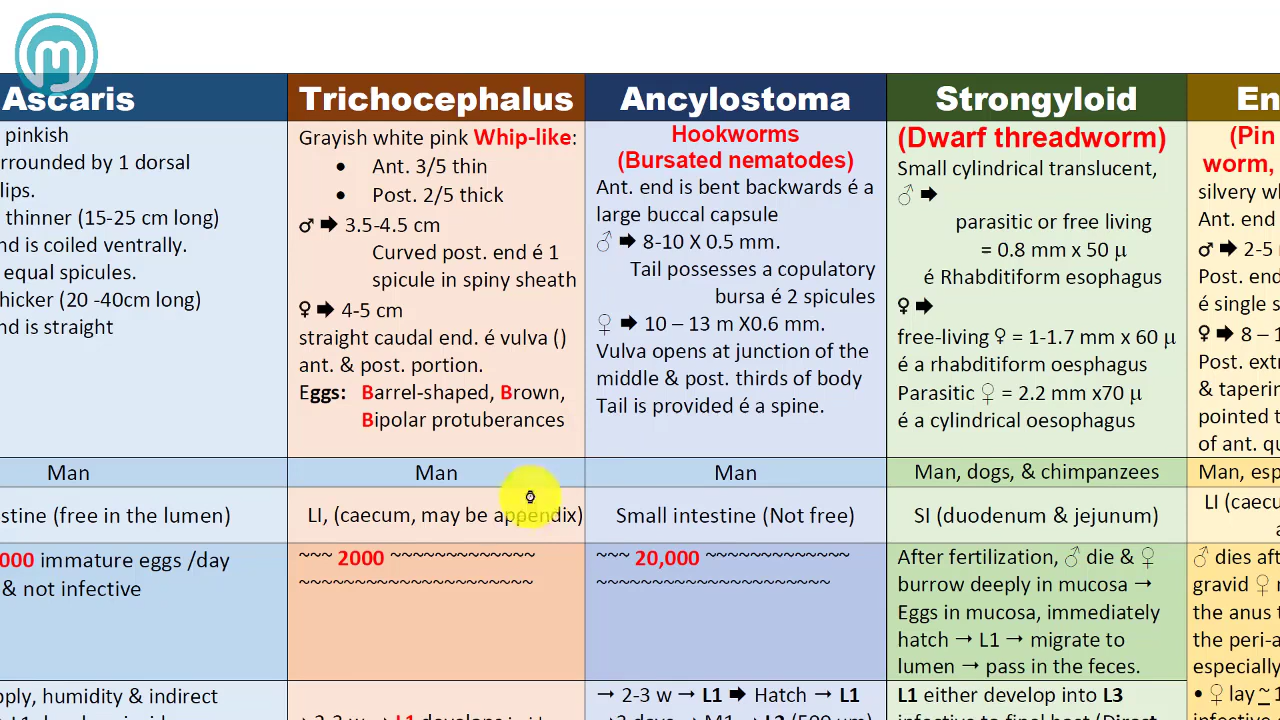 m
Ascaris
pinkish
rrounded by 1 dorsal
lips.
thinner (15-25 cm long)
nd is coiled ventrally.
equal spicules.
hicker (20 -40cm long)
nd is straight
Man
stine (free in the lumen)
000 immature eggs /day
& not infective
pply, humidity & indirect
Trichocephalus
Grayish white pink Whip-like:
• Ant. 3/5 thin
• Post. 2/5 thick
♂ 🡆 3.5-4.5 cm
Curved post. end é 1
spicule in spiny sheath
♀ 🡆 4-5 cm
straight caudal end. é vulva ()
ant. & post. portion.
Eggs: Barrel-shaped, Brown,
Bipolar protuberances
Man
LI, (caecum, may be appendix)
~~~ 2000 ~~~~~~~~~~~~~
~~~~~~~~~~~~~~~~~~~~~
Ancylostoma
Hookworms
(Bursated nematodes)
Ant. end is bent backwards é a
large buccal capsule
♂ 🡆 8-10 X 0.5 mm.
Tail possesses a copulatory
bursa é 2 spicules
♀ 🡆 10 – 13 m X0.6 mm.
Vulva opens at junction of the
middle & post. thirds of body
Tail is provided é a spine.
Man
Small intestine (Not free)
~~~ 20,000 ~~~~~~~~~~~~~
~~~~~~~~~~~~~~~~~~~~~
→ 2-3 w → L1 🡆 Hatch → L1
Strongyloid
(Dwarf threadworm)
Small cylindrical translucent,
♂ 🡆
parasitic or free living
= 0.8 mm x 50 µ
é Rhabditiform esophagus
♀ 🡆
free-living ♀ = 1-1.7 mm x 60 µ
é a rhabditiform oesphagus
Parasitic ♀ = 2.2 mm x70 µ
é a cylindrical oesophagus
Man, dogs, & chimpanzees
SI (duodenum & jejunum)
After fertilization, ♂ die & ♀
burrow deeply in mucosa →
Eggs in mucosa, immediately
hatch → L1 → migrate to
lumen → pass in the feces.
L1 either develop into L3
En
(Pin
worm,
silvery wh
Ant. end
♂ 🡆 2-5
Post. end
é single s
♀ 🡆 8 – 1
Post. extr
& taperin
pointed t
of ant. qu
Man, esp
LI (caecu
♂ dies aft
gravid ♀
the anus t
the peri-a
especially
• ♀ lay ~ 1